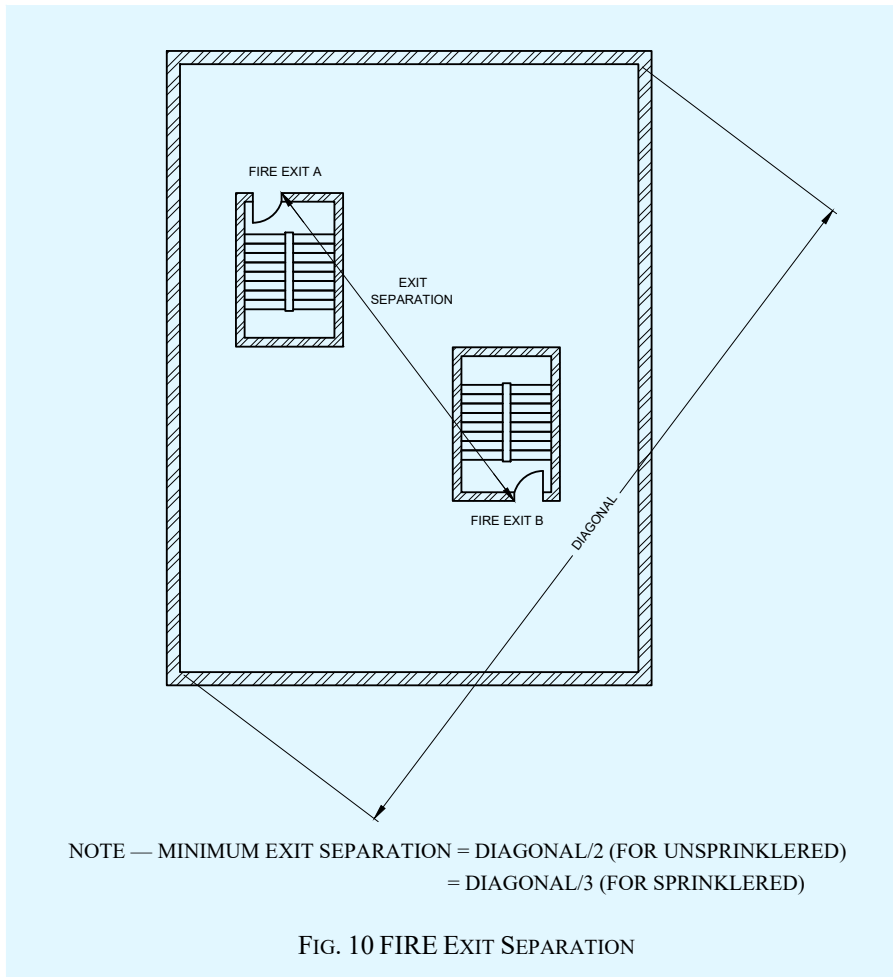 FIRE EXIT A
EXIT
SEPARATION
FIRE EXIT B
DIAGONAL
NOTE — MINIMUM EXIT SEPARATION = DIAGONAL/2 (FOR UNSPRINKLERED)
= DIAGONAL/3 (FOR SPRINKLERED)
FIG. 10 FIRE EXIT SEPARATION